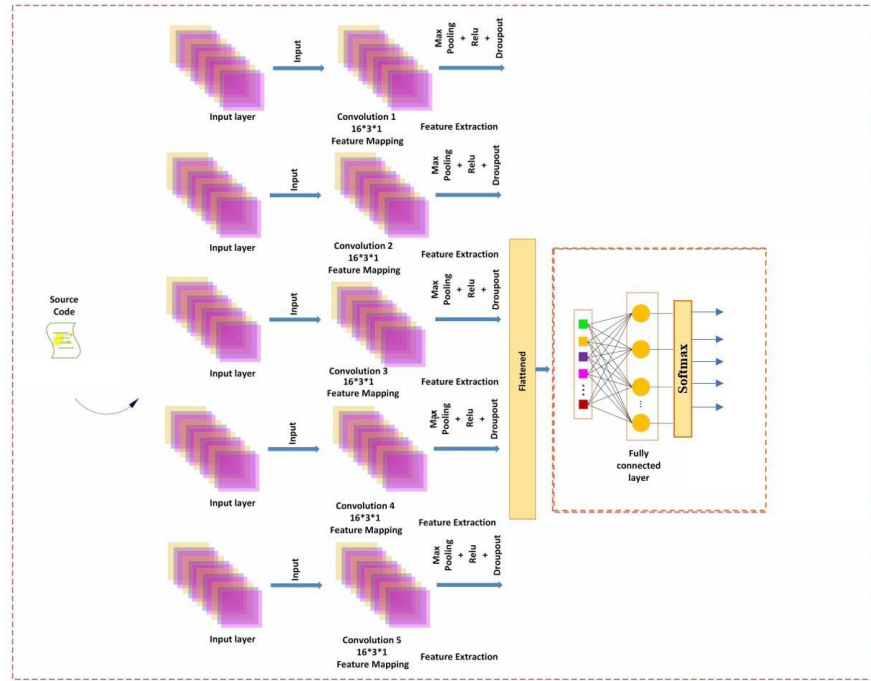 Source
Code
Input layer
Input
Convolution 1
16*3*1
Feature Mapping
Max
Pooling
+
Relu
+
Droupout
Feature Extraction
Input layer
Input
Convolution 2
16*3*1
Feature Mapping
Max
Pooling
+
Relu
+
Droupout
Feature Extraction
Input layer
Input
Convolution 3
16*3*1
Feature Mapping
Max
Pooling
+
Relu
+
Droupout
Feature Extraction
Input layer
Input
Convolution 4
16*3*1
Feature Mapping
Max
Pooling
+
Relu
+
Droupout
Feature Extraction
Input layer
Input
Convolution 5
16*3*1
Feature Mapping
Max
Pooling
+
Relu
+
Droupout
Feature Extraction
Flattened
Fully
connected
layer
Softmax